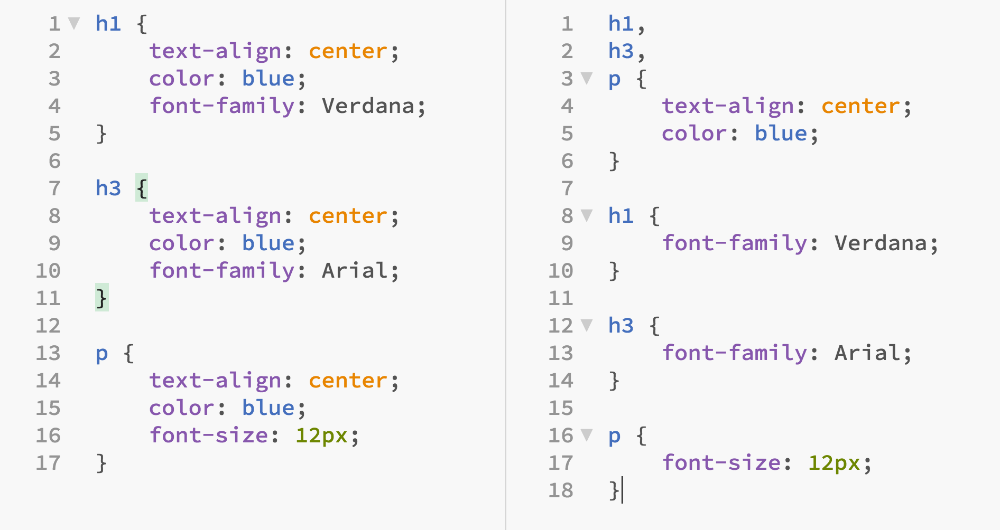 1 h1 {
2 text-align: center;
3 color: blue;
4 font-family: Verdana;
5 }
6
7 h3 {
8 text-align: center;
9 color: blue;
10 font-family: Arial;
11 }
12
13 p {
14 text-align: center;
15 color: blue;
16 font-size: 12px;
17 }
1 h1,
2 h3,
3 p {
4 text-align: center;
5 color: blue;
6 }
7
8 h1 {
9 font-family: Verdana;
10 }
11
12 h3 {
13 font-family: Arial;
14 }
15
16 p {
17 font-size: 12px;
18 }